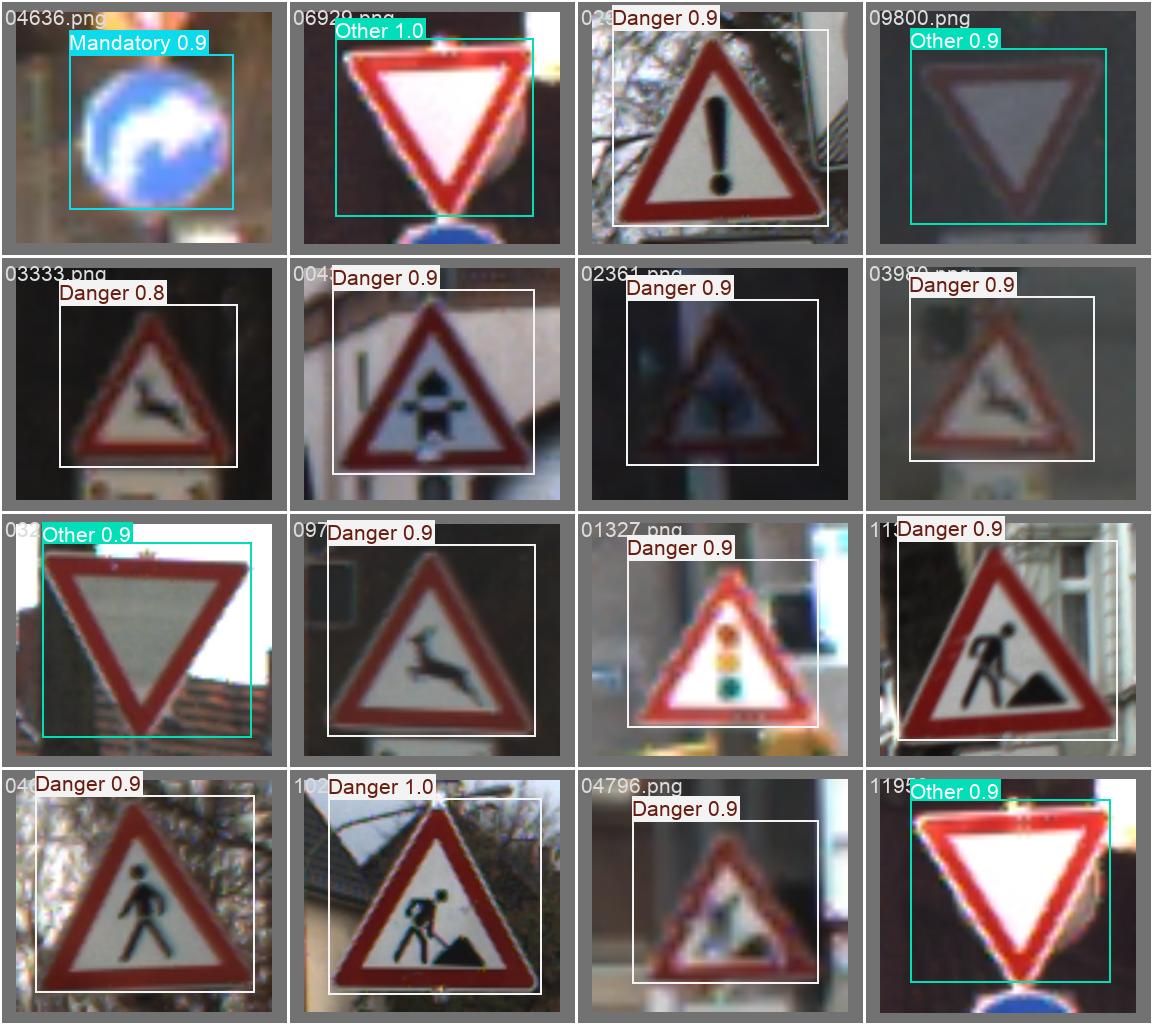 04636.png
Mandatory 0.9
Other 1.0
Danger 0.9
09800.png
Other 0.9
03333.png
Danger 0.8
Danger 0.9
02361.png
Danger 0.9
03980.png
Danger 0.9
Other 0.9
Danger 0.9
01327.png
Danger 0.9
Danger 0.9
Danger 0.9
Danger 1.0
04796.png
Danger 0.9
Other 0.9